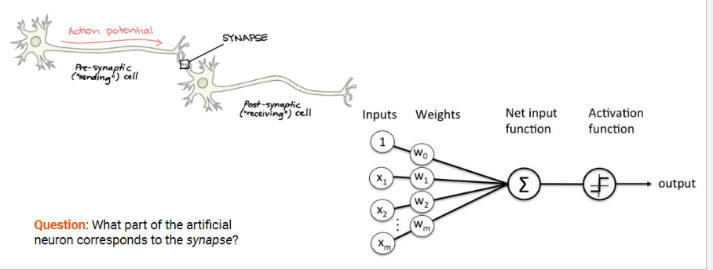 Action potential
SYNAPSE
Pre-synaptic
("sending") cell
Post-synaptic
("receiving") cell
Inputs Weights Net input function Activation function
1
w0
x1
w1
x2
w2
⋮
wm
xm
Σ
output
Question: What part of the artificial
neuron corresponds to the synapse?